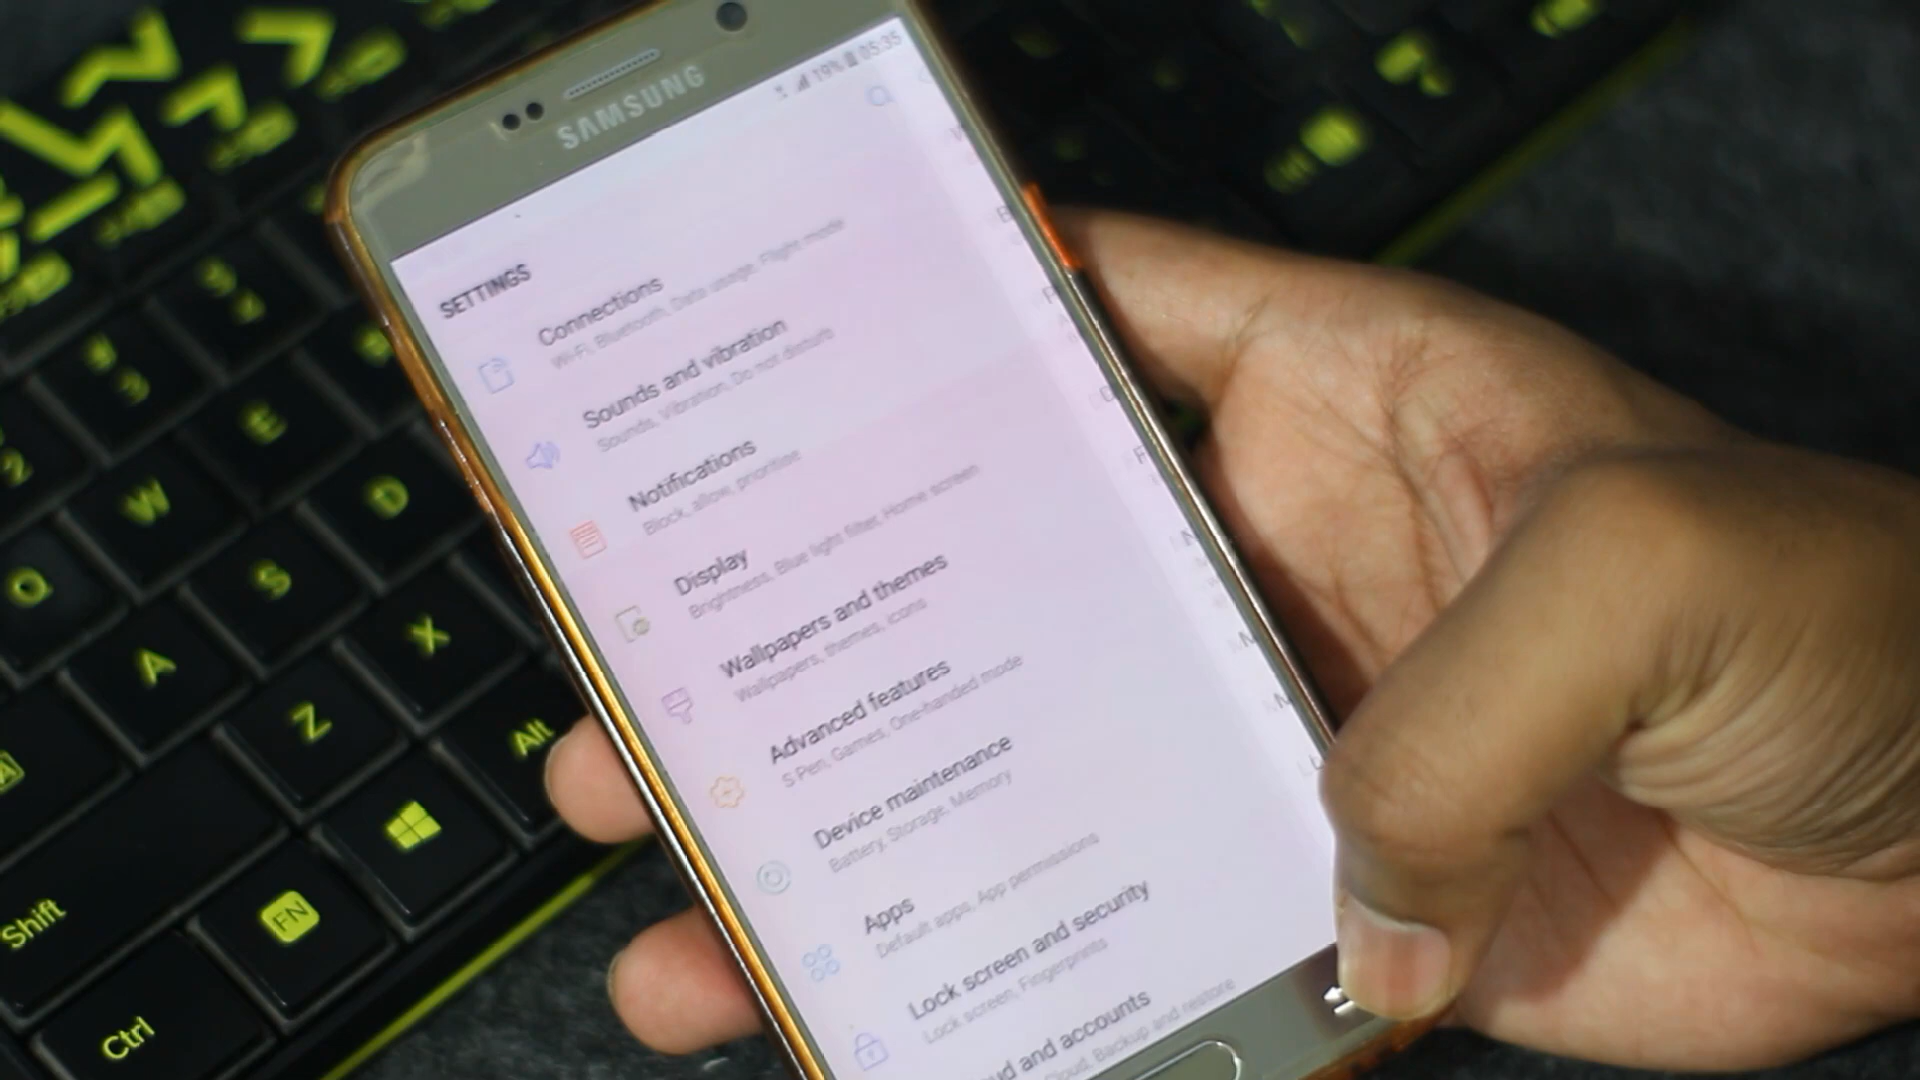 SAMSUNG
19% 05:35
SETTINGS
Connections
Wi-Fi, Bluetooth, Data usage, Flight mode
Sounds and vibration
Sounds, Vibration, Do not disturb
Notifications
Block, allow, prioritise
Display
Brightness, Blue light filter, Home screen
Wallpapers and themes
Wallpapers, themes, icons
Advanced features
S Pen, Games, One-handed mode
Device maintenance
Battery, Storage, Memory
Apps
Default apps, App permissions
Lock screen and security
Lock screen, Fingerprints
and accounts
Cloud, Backup and restore
$
4
3
2
E
W
D
Q
S
X
A
Z
Alt
Shift
FN
Ctrl